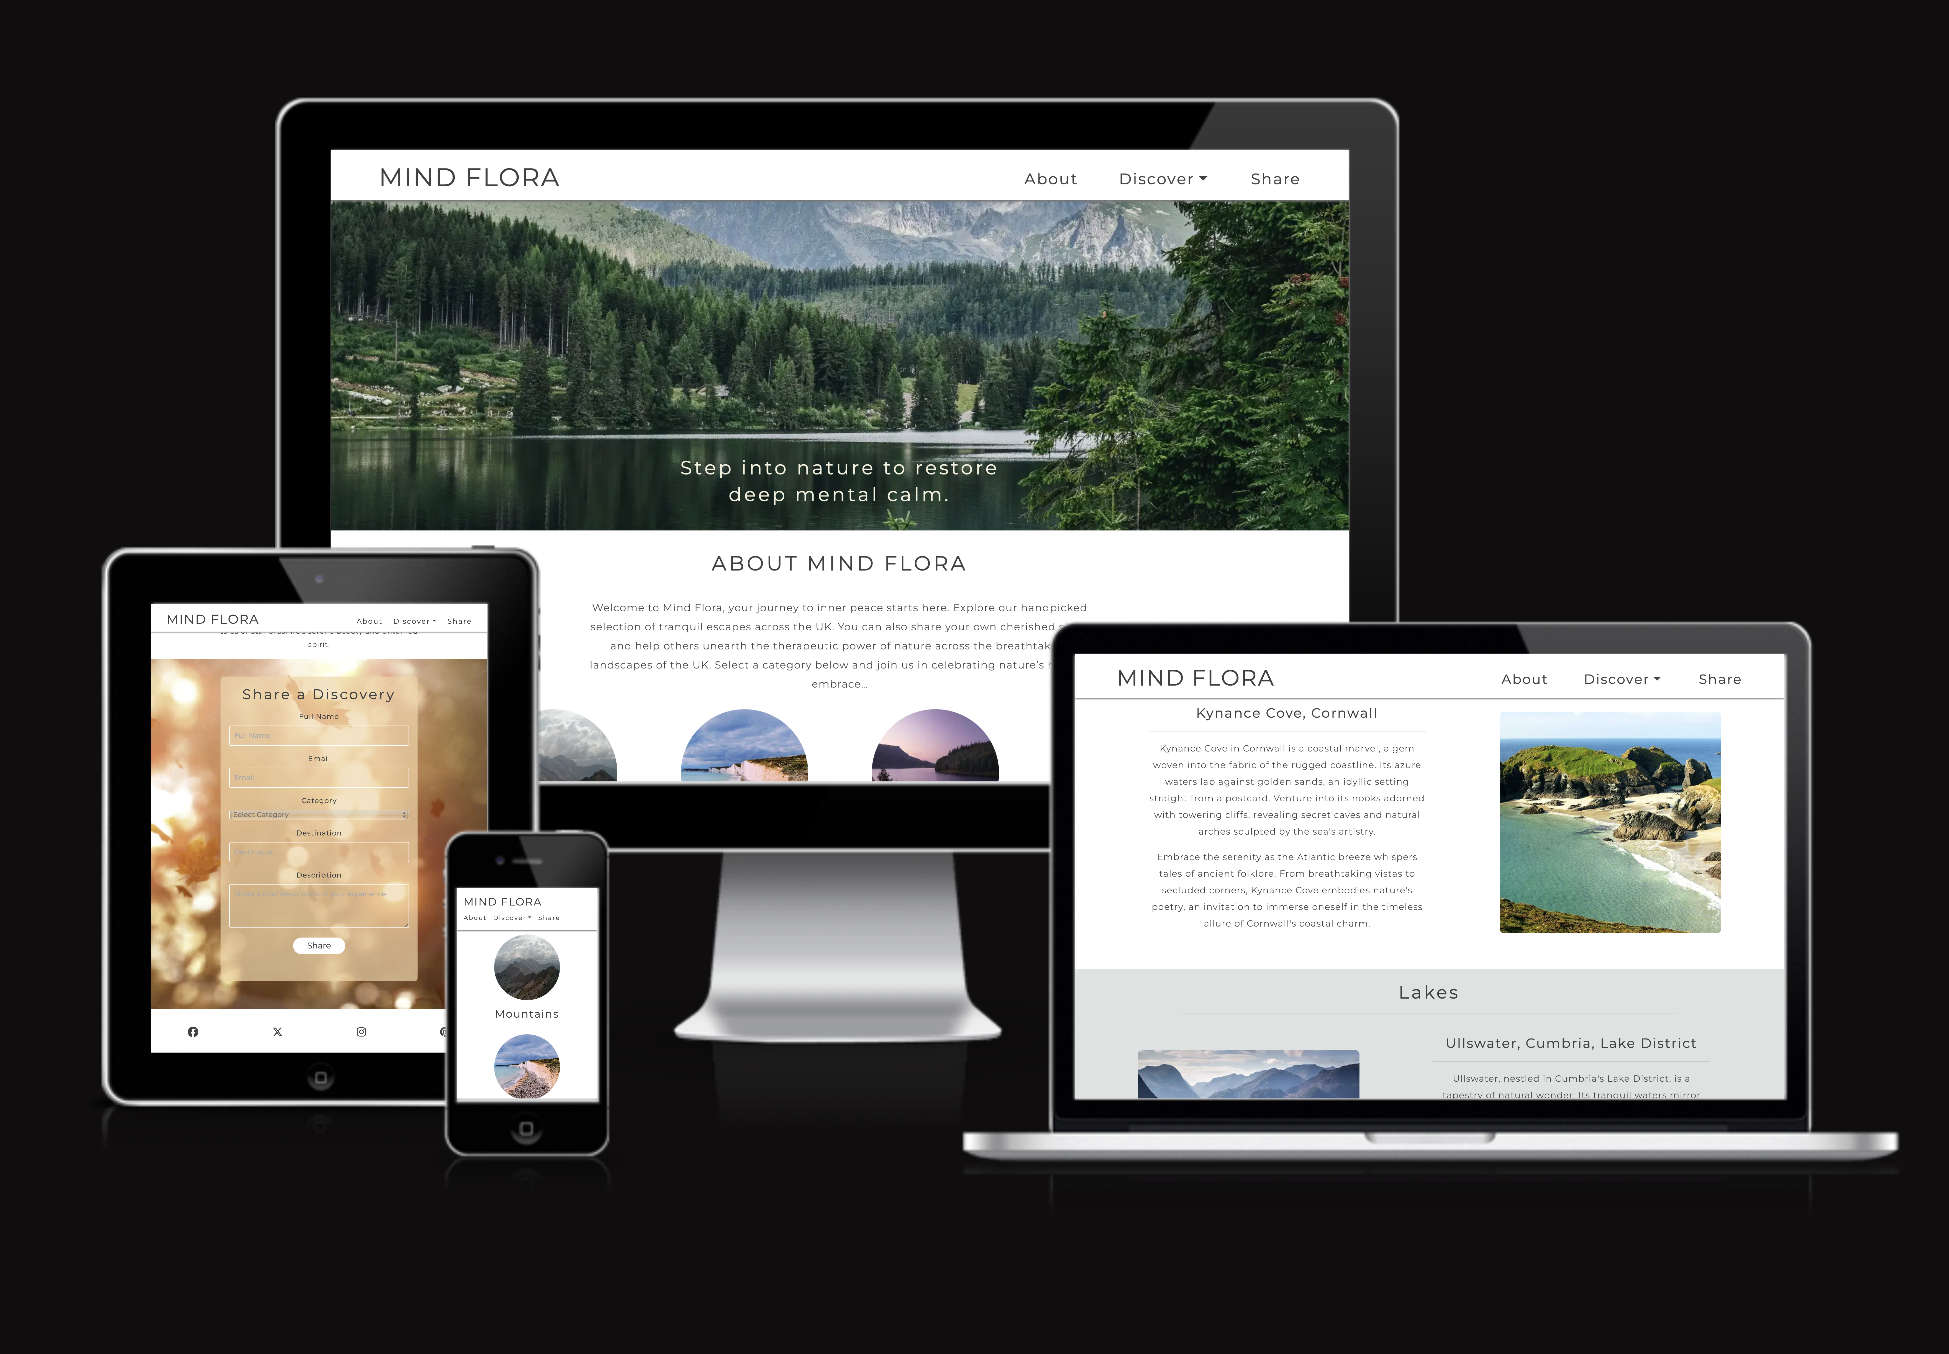 MIND FLORA
About Discover Share
Step into nature to restore
deep mental calm.
ABOUT MIND FLORA
Welcome to Mind Flora, your journey to inner peace starts here. Explore our handpicked
selection of tranquil escapes across the UK. You can also share your own cherished
and help others unearth the therapeutic power of nature across the
landscapes of the UK. Select a category below and join us in celebrating nature's
embrace...
MIND FLORA
About Discover Share
spirit.
Share a Discovery
Full Name
Full Name
Email
Email
Category
Select Category
Destination
Destination
Description
Share
MIND FLORA
About Discover Share
Mountains
MIND FLORA
About Discover Share
Kynance Cove, Cornwall
Kynance Cove in Cornwall is a coastal marvel, a gem
woven into the fabric of the rugged coastline. Its azure
waters lap against golden sands, an idyllic setting
straight from a postcard. Venture into its nooks adorned
with towering cliffs, revealing secret caves and natural
arches sculpted by the sea's artistry.
Embrace the serenity as the Atlantic breeze whispers
tales of ancient folklore. From breathtaking vistas to
secluded corners, Kynance Cove embodies nature's
poetry, an invitation to immerse oneself in the timeless
allure of Cornwall's coastal charm.
Lakes
Ullswater, Cumbria, Lake District
Ullswater, nestled in Cumbria's Lake District, is a
tapestry of natural wonder. Its tranquil waters mirror